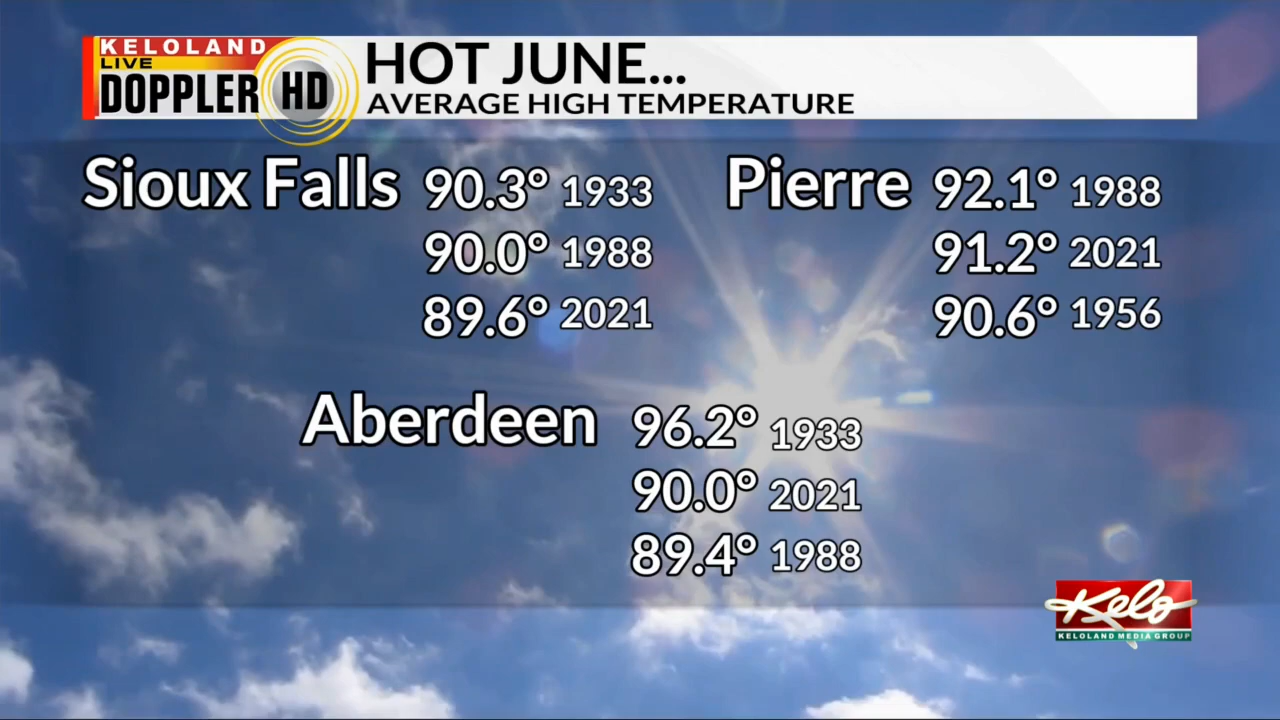 KELOLAND
LIVE
DOPPLER HD
HOT JUNE...
AVERAGE HIGH TEMPERATURE
Sioux Falls 90.3° 1933
90.0° 1988
89.6° 2021
Pierre 92.1° 1988
91.2° 2021
90.6° 1956
Aberdeen 96.2° 1933
90.0° 2021
89.4° 1988
Kelo
KELOLAND MEDIA GROUP